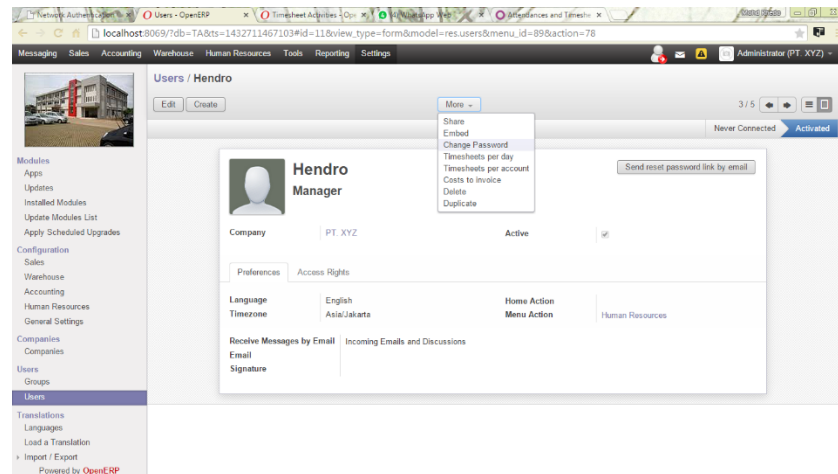 Network Authentication
Users - OpenERP
Timesheet Activities - Ope
(4) WhatsApp Web
Attendances and Timeshe
localhost:8069/?db=TA&ts=1432711467103#id=11&view_type=form&model=res.users&menu_id=89&action=78
Messaging Sales Accounting Warehouse Human Resources Tools Reporting Settings
Administrator (PT. XYZ)
Users / Hendro
Edit Create More 3 / 5
Share
Embed
Change Password
Timesheets per day
Timesheets per account
Costs to Invoice
Delete
Duplicate
Never Connected Activated
Modules
Apps
Updates
Installed Modules
Update Modules List
Apply Scheduled Upgrades
Configuration
Sales
Warehouse
Accounting
Human Resources
General Settings
Companies
Companies
Users
Groups
Users
Translations
Languages
Load a Translation
Import / Export
Powered by OpenERP
Hendro
Manager
Send reset password link by email
Company PT. XYZ Active
Preferences Access Rights
Language English Home Action
Timezone Asia/Jakarta Menu Action Human Resources
Receive Messages by Email Incoming Emails and Discussions
Email
Signature